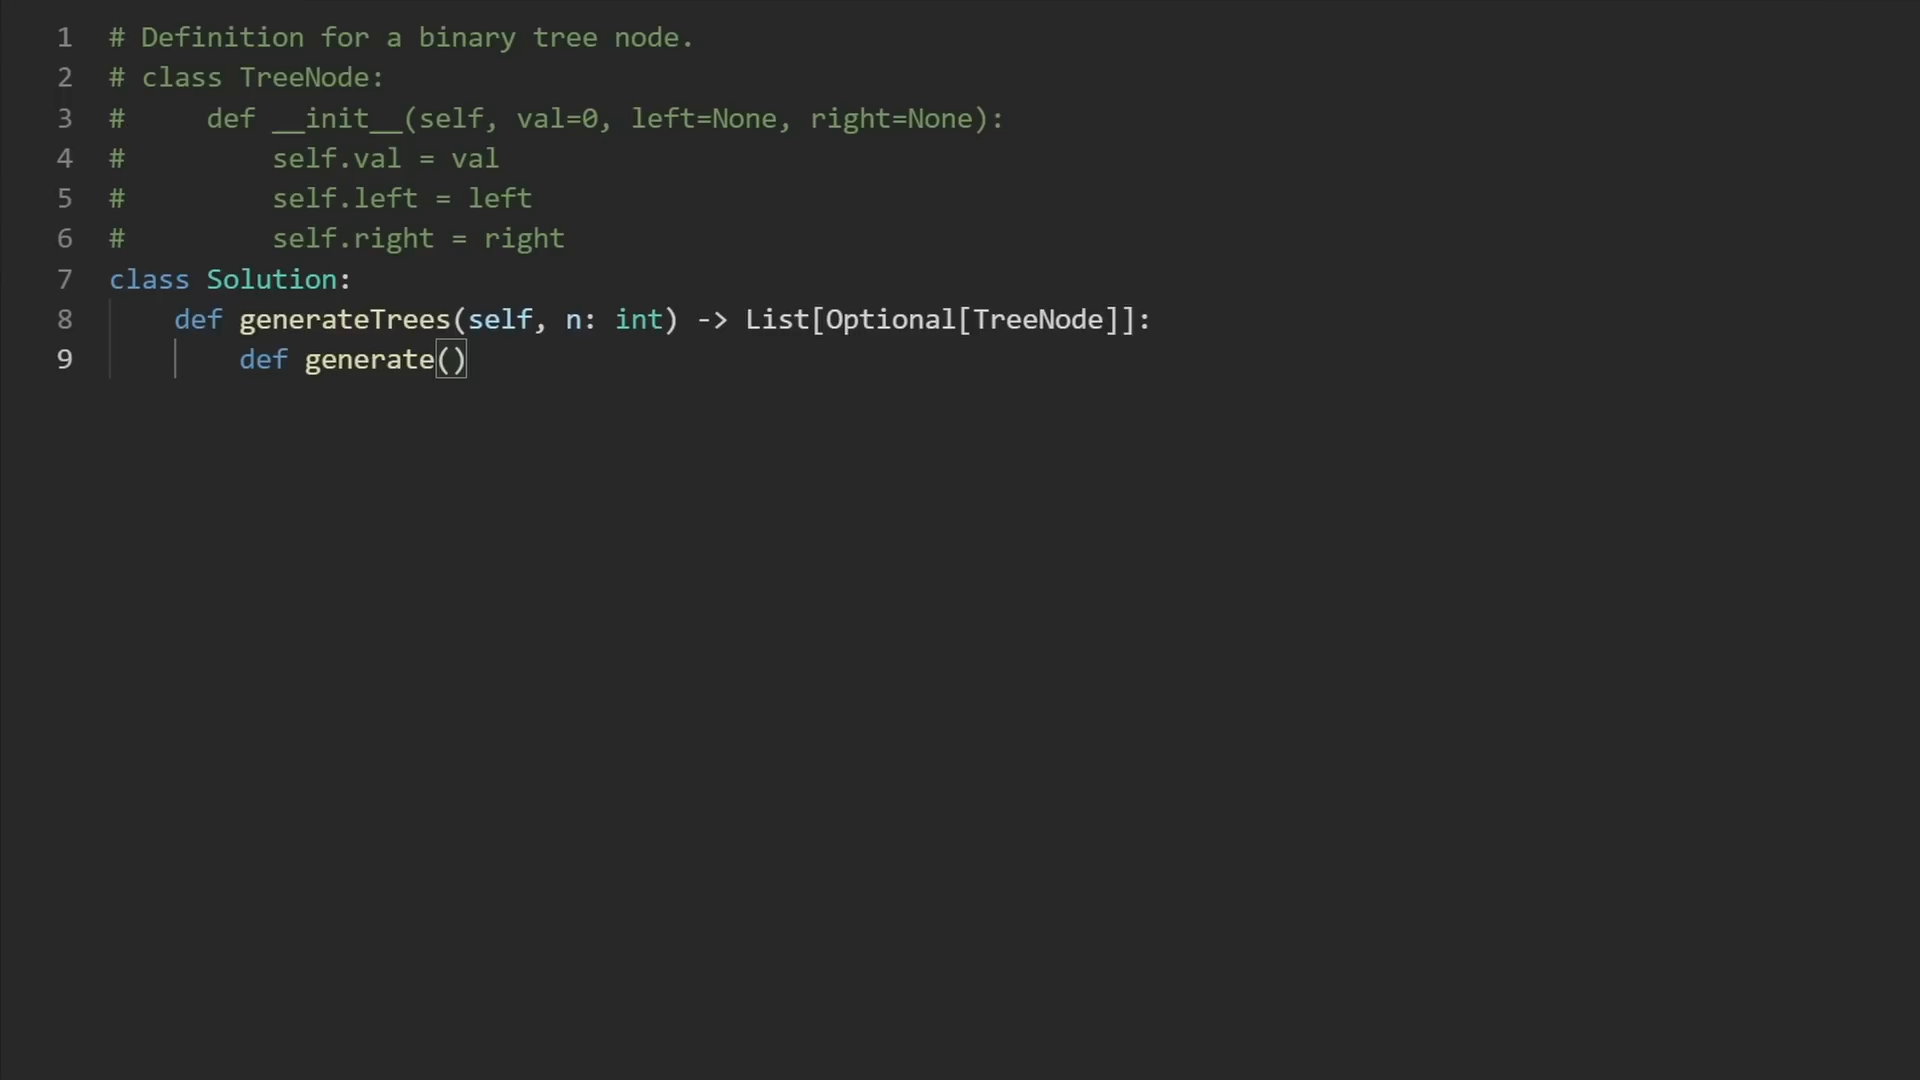 1 # Definition for a binary tree node.
2 # class TreeNode:
3 #     def __init__(self, val=0, left=None, right=None):
4 #         self.val = val
5 #         self.left = left
6 #         self.right = right
7 class Solution:
8     def generateTrees(self, n: int) -> List[Optional[TreeNode]]:
9         def generate()